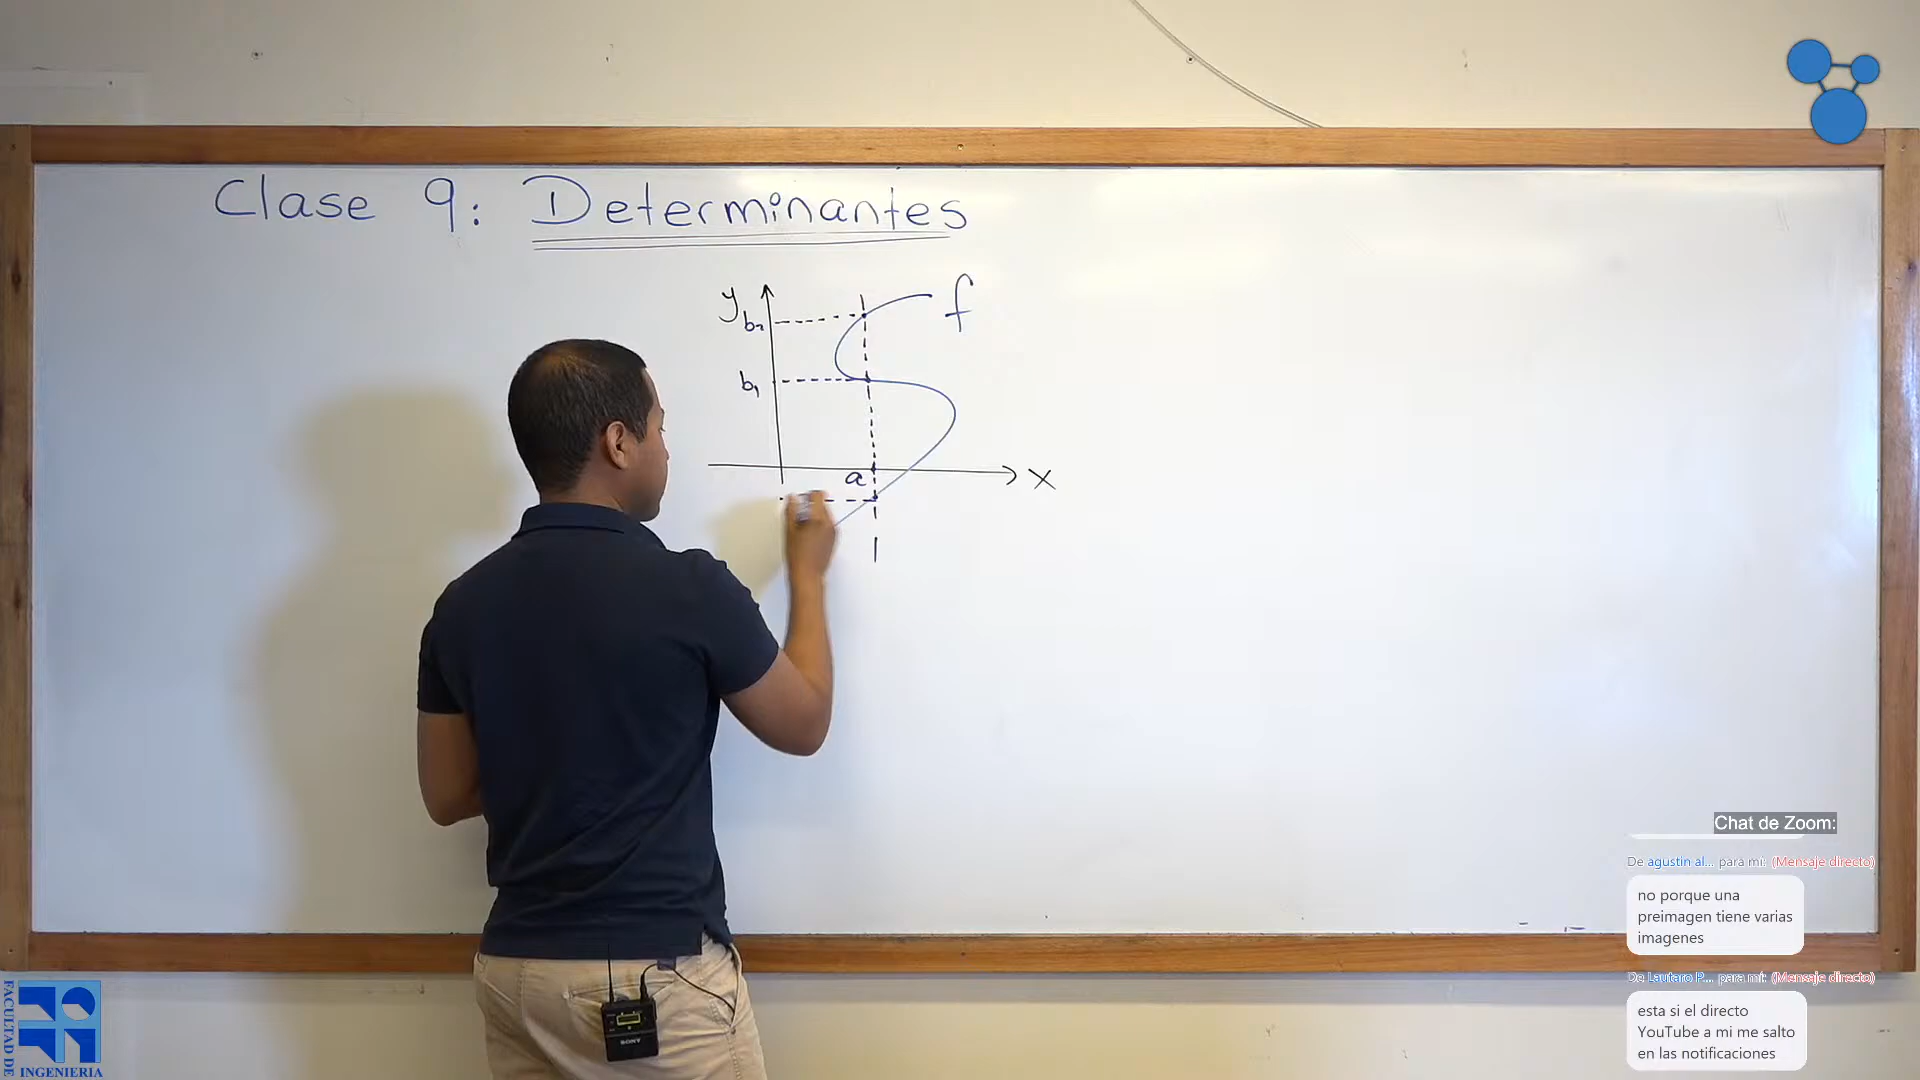 Clase 9: Determinantes
y
f
b₂
b₁
a
x
Chat de Zoom:
De agustin al... para mí: (Mensaje directo)
no porque una
preimagen tiene varias
imagenes
De Lautaro P... para mí: (Mensaje directo)
esta si el directo
YouTube a mi me salto
en las notificaciones
FACULTAD DE
INGENIERIA
SONY